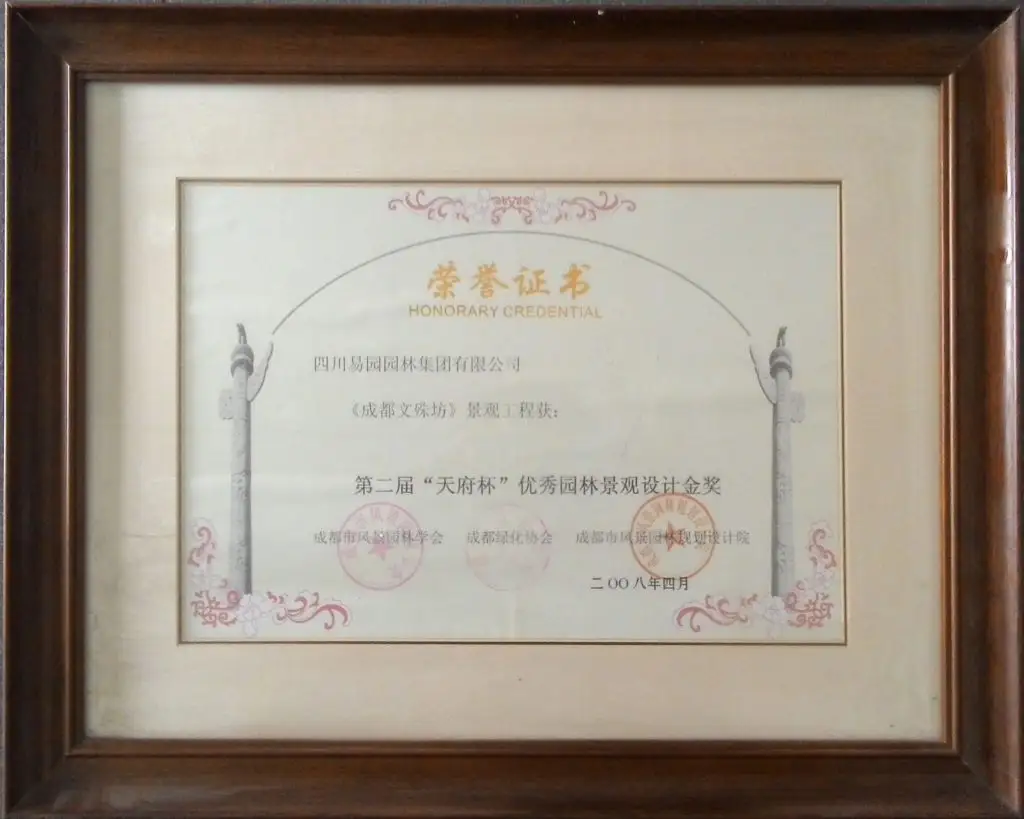 荣誉证书
HONORARY CREDENTIAL
四川易园园林集团有限公司
《成都文殊坊》景观工程获：
第二届“天府杯”优秀园林景观设计金奖
成都市风景园林学会 成都绿化协会 成都市风景园林规划设计院
二OO八年四月